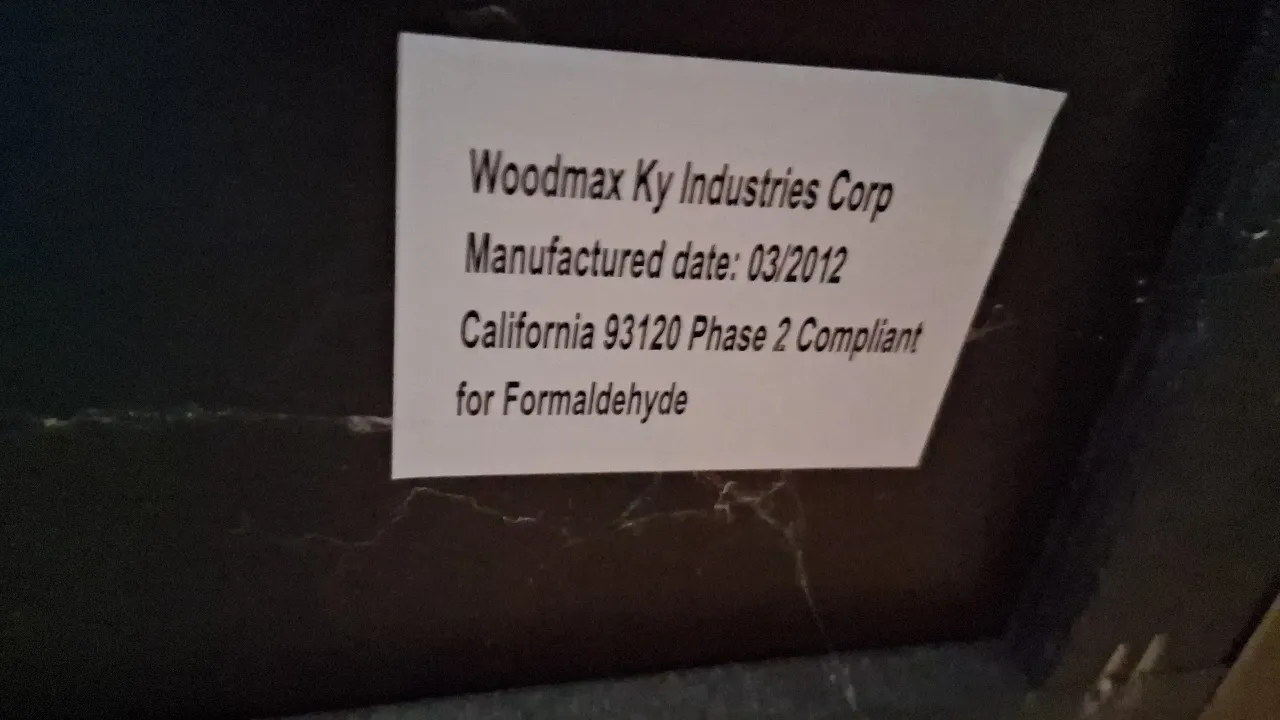 Woodmax Ky Industries Corp
Manufactured date: 03/2012
California 93120 Phase 2 Compliant
for Formaldehyde